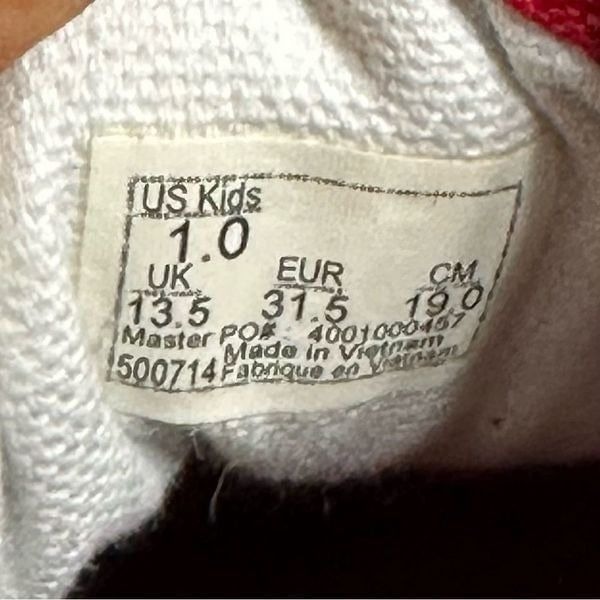 US Kids
1.0
UK EUR CM
13.5 31.5 19.0
Master PO# 4001000457
Made in Vietnam
500714 Fabrique en Vietnam